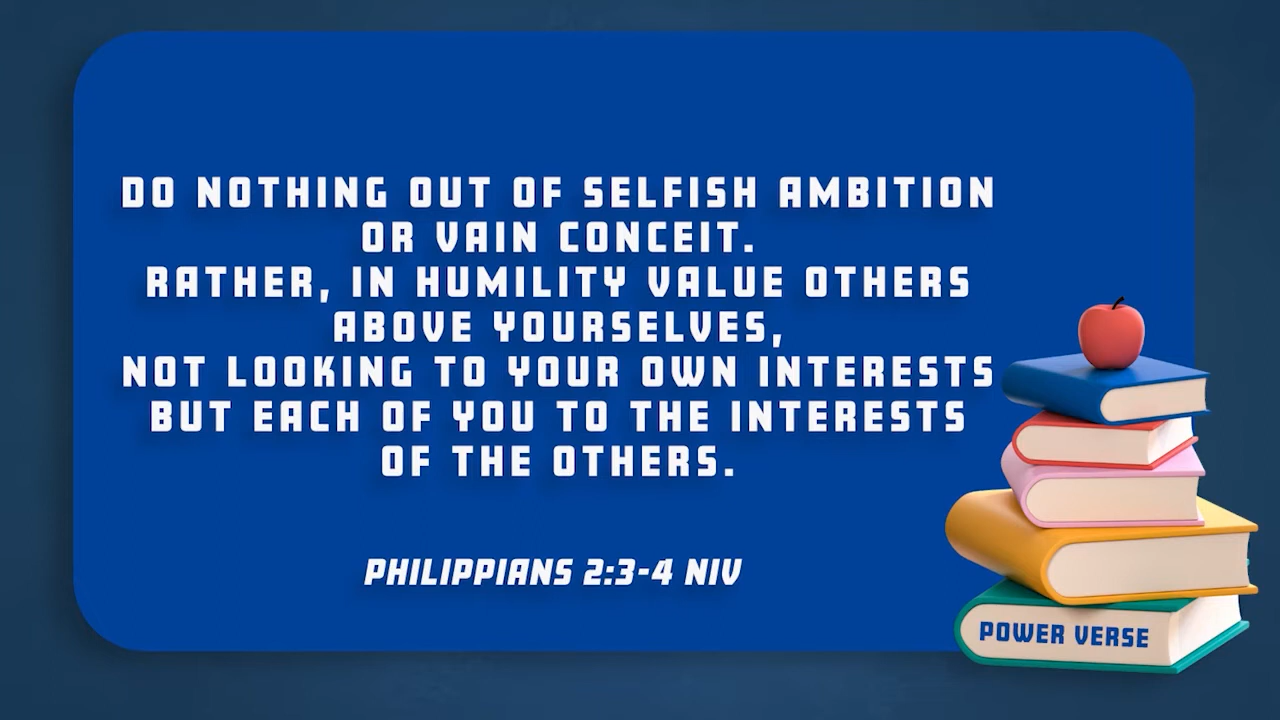 DO NOTHING OUT OF SELFISH AMBITION
OR VAIN CONCEIT.
RATHER, IN HUMILITY VALUE OTHERS
ABOVE YOURSELVES,
NOT LOOKING TO YOUR OWN INTERESTS
BUT EACH OF YOU TO THE INTERESTS
OF THE OTHERS.
PHILIPPIANS 2:3-4 NIV
POWER VERSE